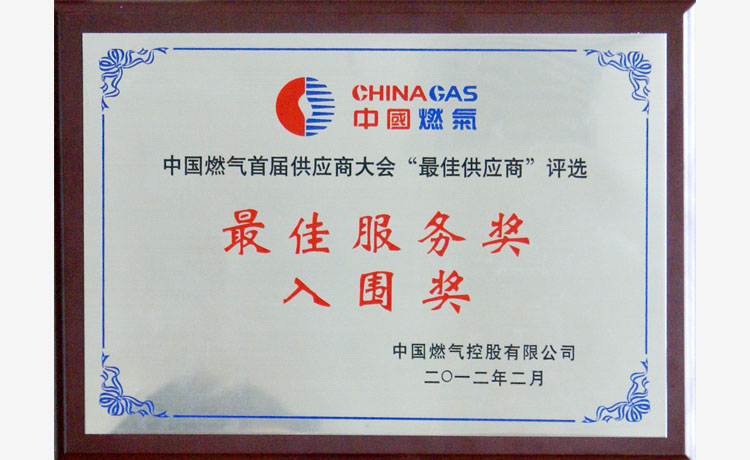 CHINA GAS
中國燃氣
中国燃气首届供应商大会“最佳供应商”评选
最佳服务奖
入围奖
中国燃气控股有限公司
二〇一二年二月